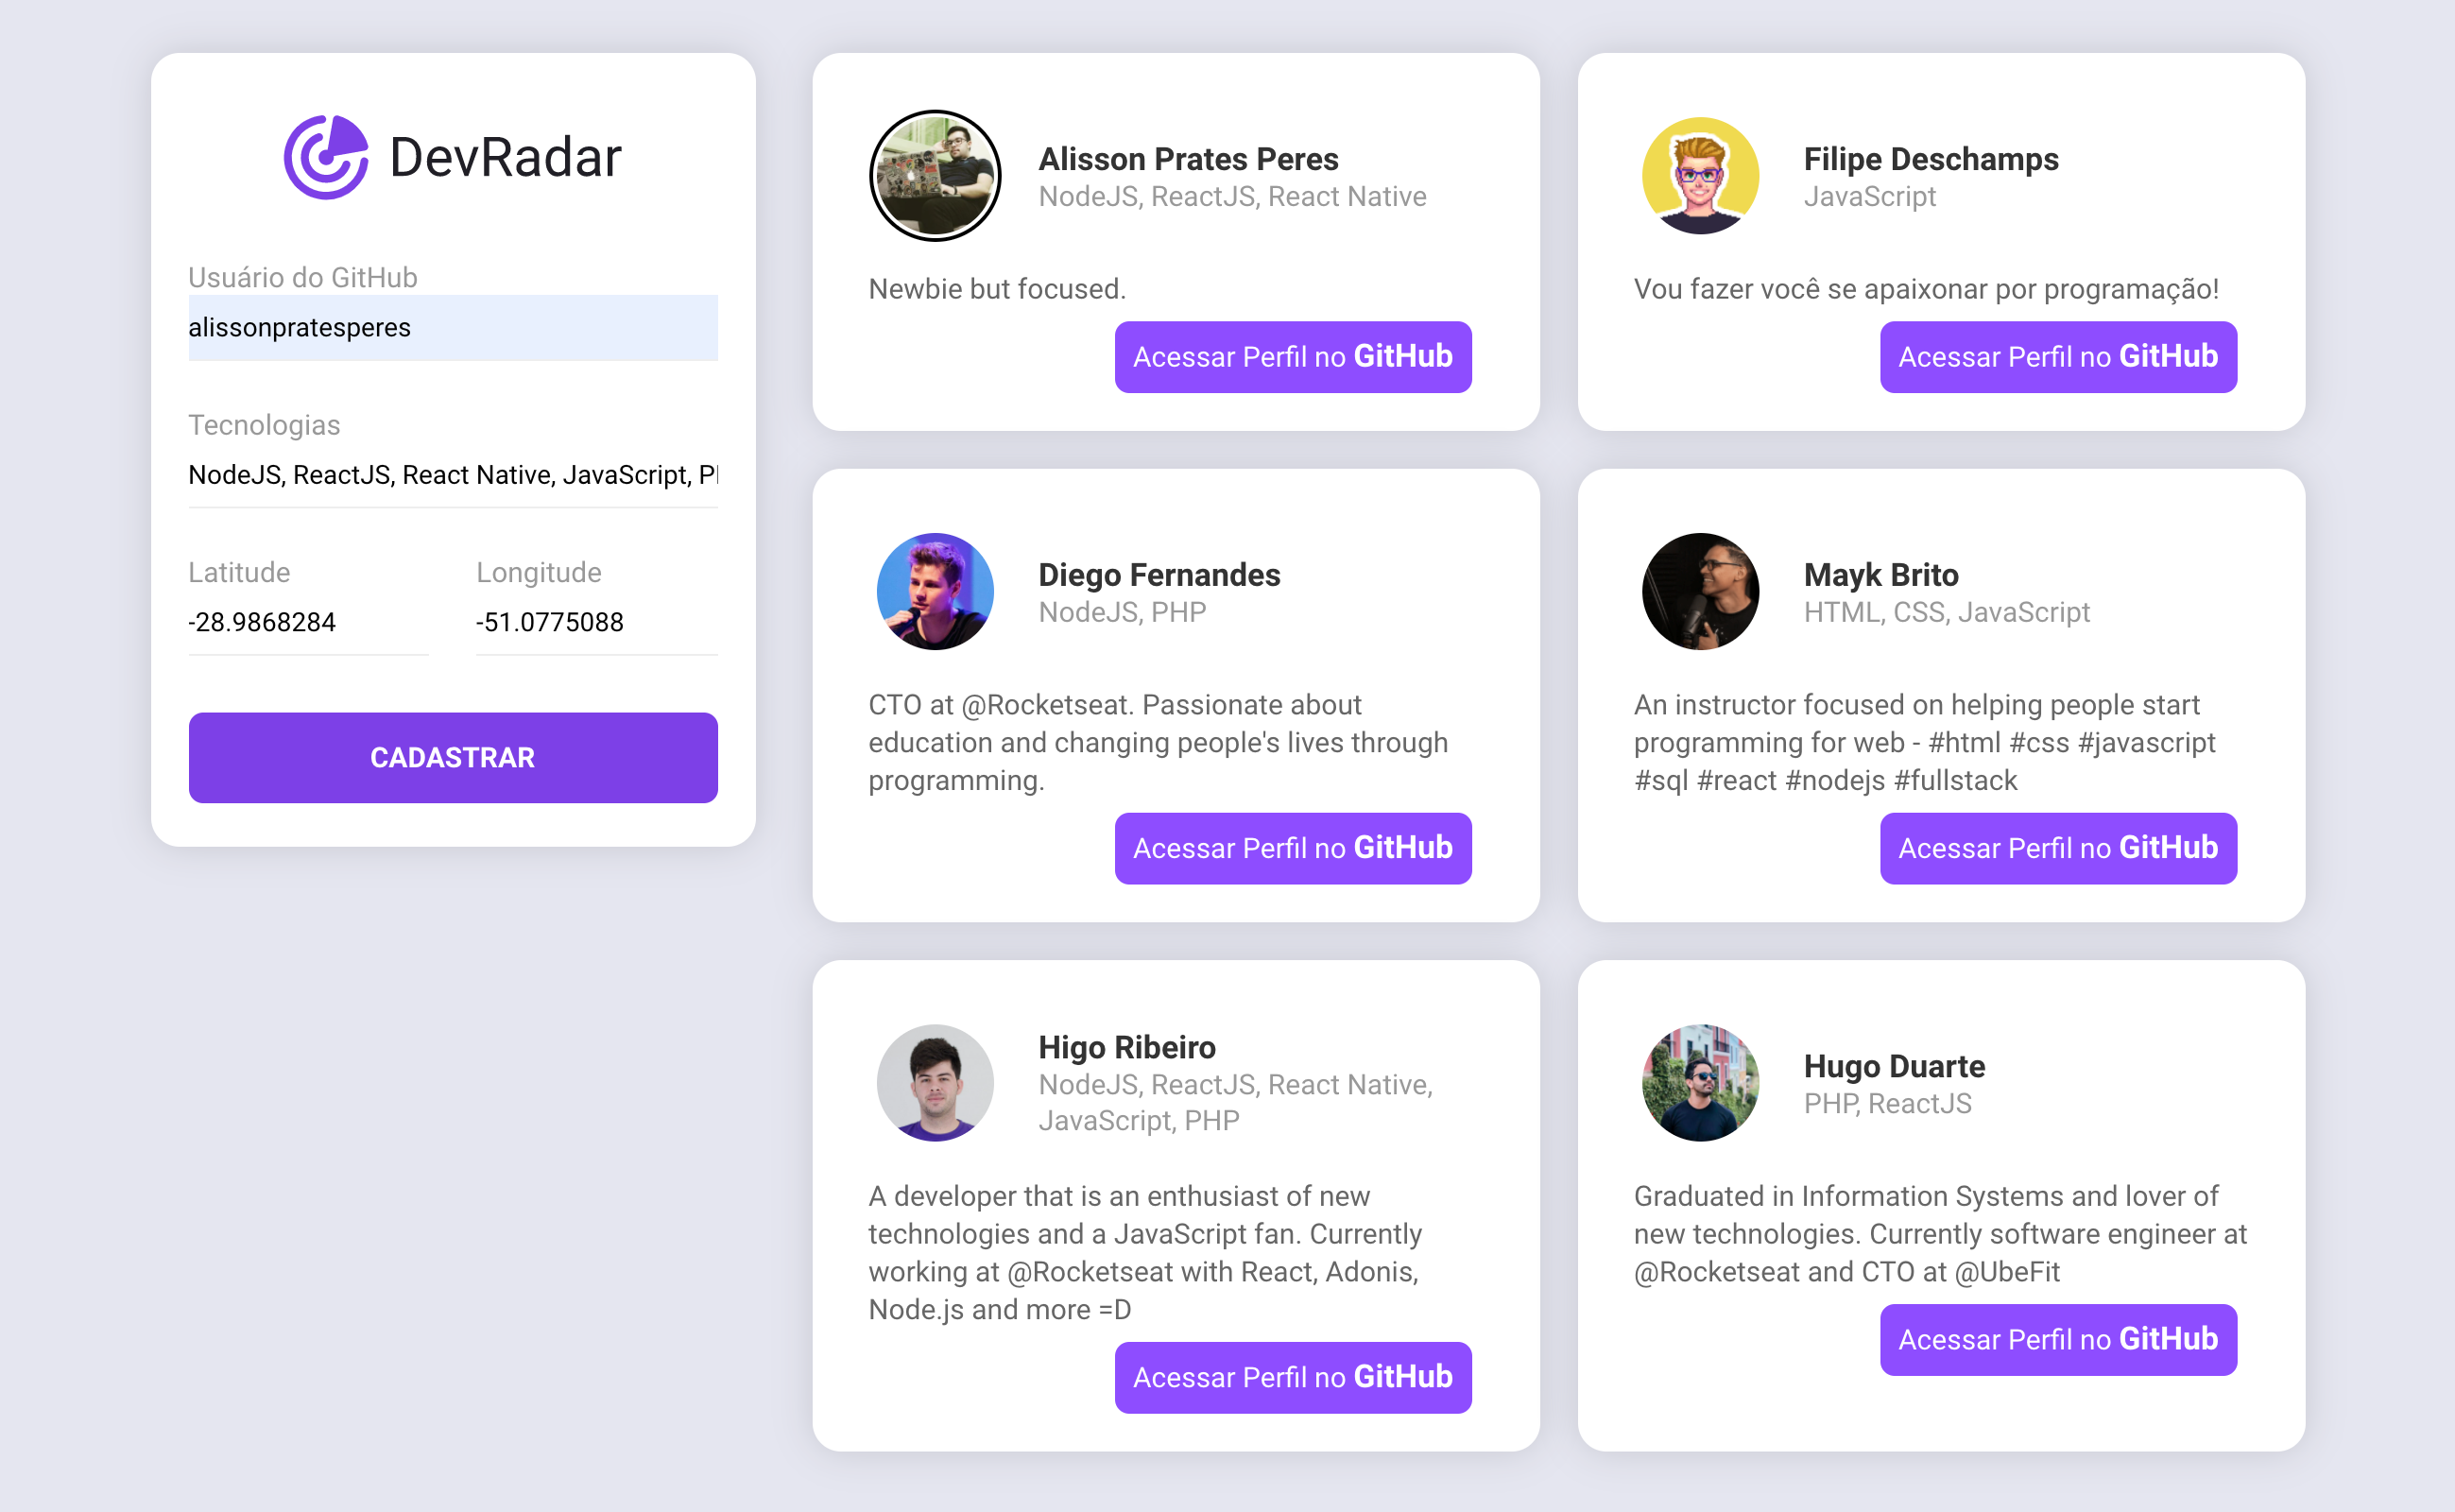 DevRadar
Usuário do GitHub
alissonpratesperes
Tecnologias
NodeJS, ReactJS, React Native, JavaScript,
Latitude
Longitude
-28.9868284
-51.0775088
CADASTRAR
Alisson Prates Peres
NodeJS, ReactJS, React Native
Newbie but focused.
Acessar Perfil no GitHub
Filipe Deschamps
JavaScript
Vou fazer você se apaixonar por programação!
Acessar Perfil no GitHub
Diego Fernandes
NodeJS, PHP
CTO at @Rocketseat. Passionate about
education and changing people's lives through
programming.
Acessar Perfil no GitHub
Mayk Brito
HTML, CSS, JavaScript
An instructor focused on helping people start
programming for web - #html #css #javascript
#sql #react #nodejs #fullstack
Acessar Perfil no GitHub
Higo Ribeiro
NodeJS, ReactJS, React Native,
JavaScript, PHP
A developer that is an enthusiast of new
technologies and a JavaScript fan. Currently
working at @Rocketseat with React, Adonis,
Node.js and more =D
Acessar Perfil no GitHub
Hugo Duarte
PHP, ReactJS
Graduated in Information Systems and lover of
new technologies. Currently software engineer at
@Rocketseat and CTO at @UbeFit
Acessar Perfil no GitHub